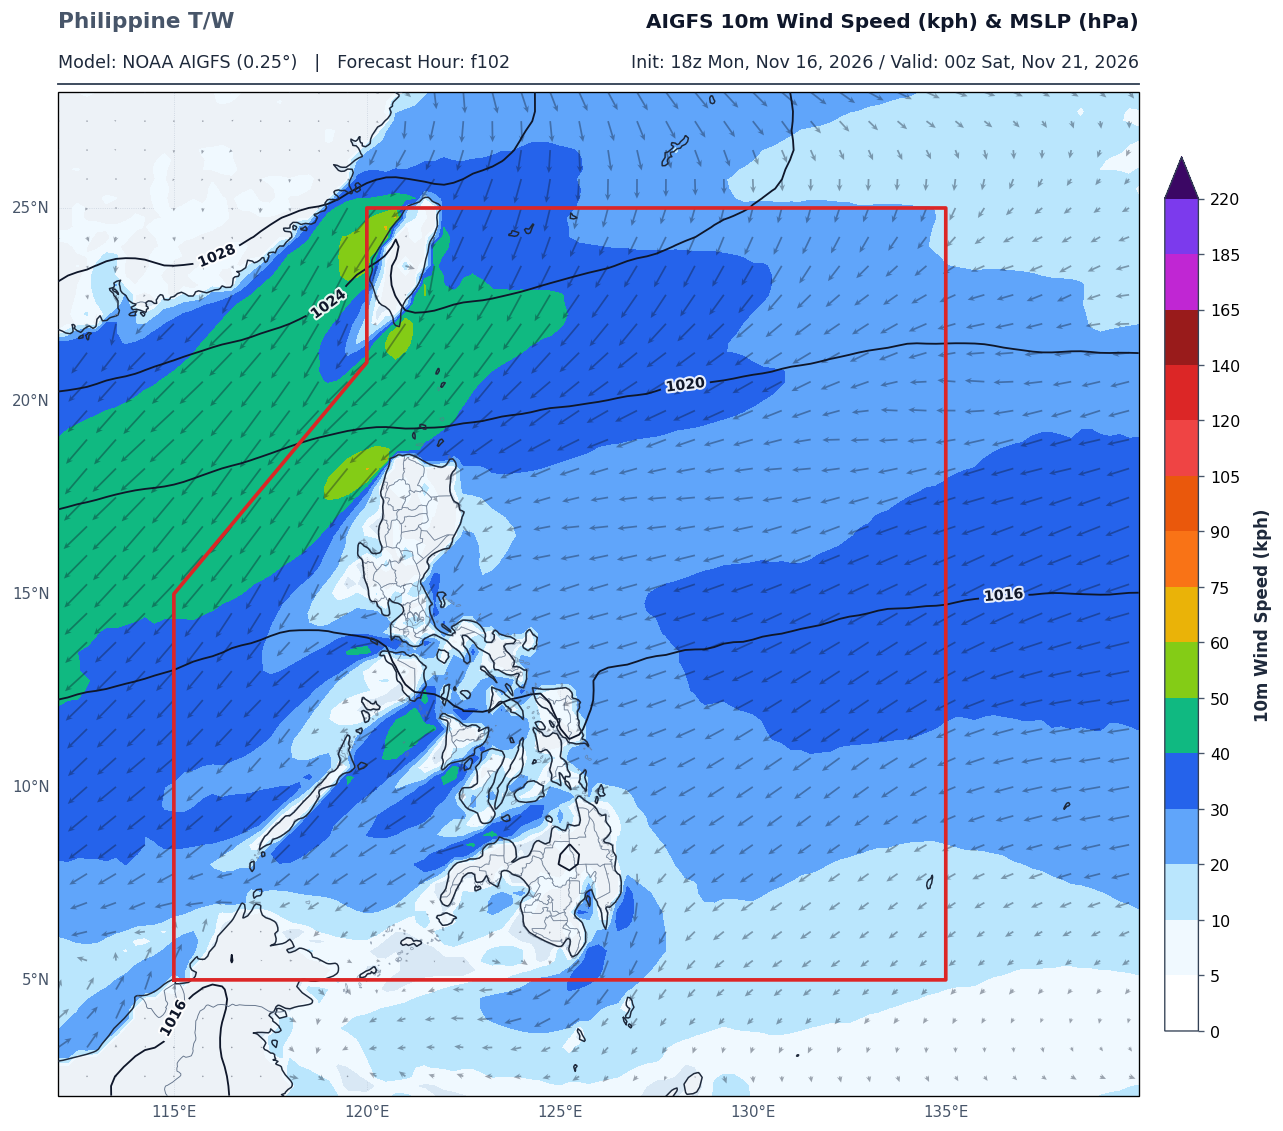 Philippine T/W
AIGFS 10m Wind Speed (kph) & MSLP (hPa)
Model: NOAA AIGFS (0.25°)   |   Forecast Hour: f102
Init: 18z Mon, Nov 16, 2026 / Valid: 00z Sat, Nov 21, 2026
25°N
20°N
15°N
10°N
5°N
115°E
120°E
125°E
130°E
135°E
1028
1024
1020
1016
1016
220
185
165
140
120
105
90
75
60
50
40
30
20
10
5
0
10m Wind Speed (kph)